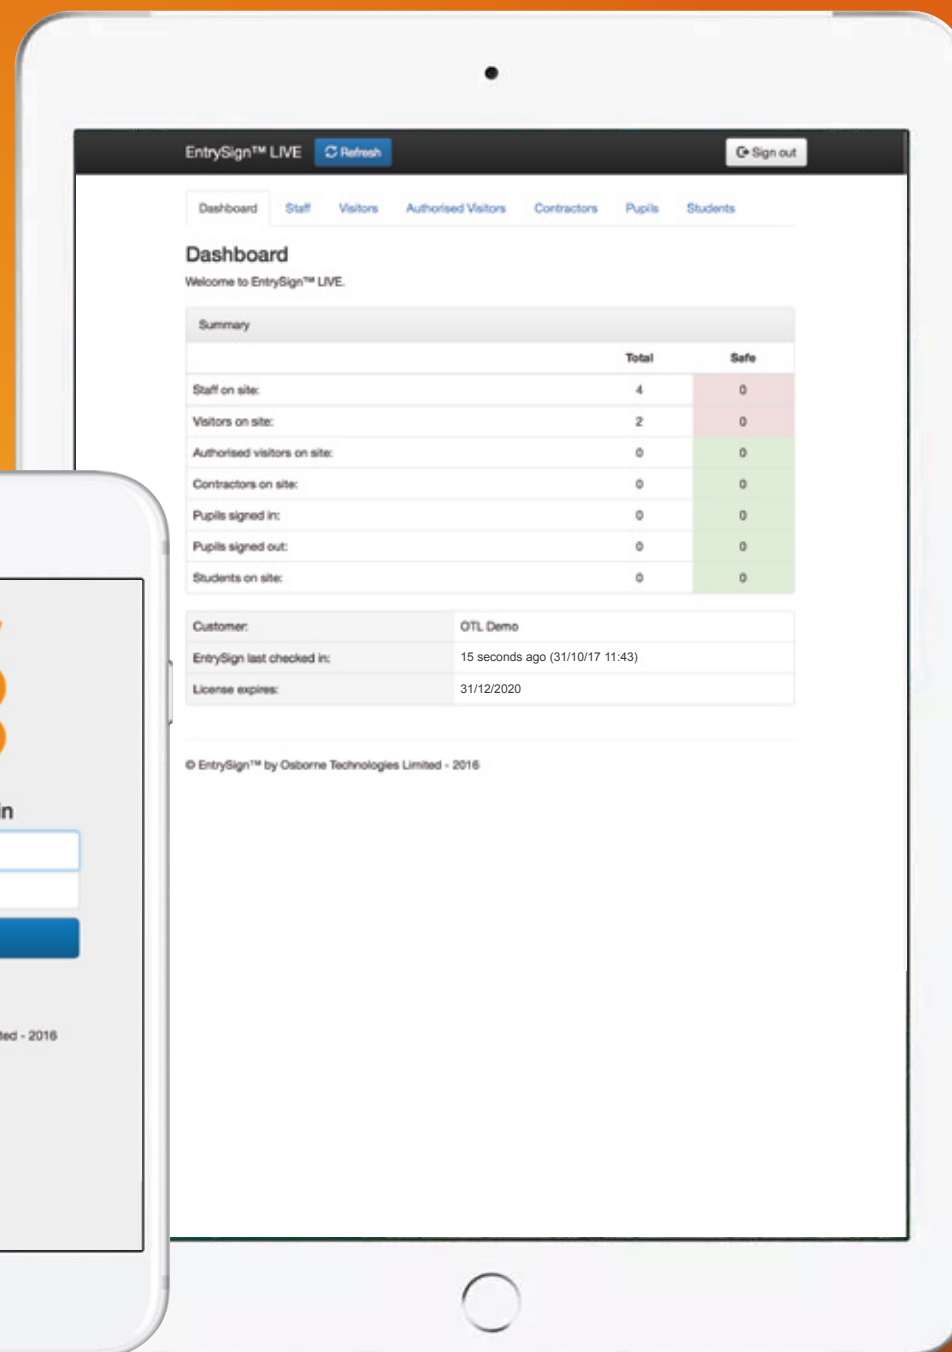 EntrySign™ LIVE Refresh Sign out
Dashboard Staff Visitors Authorised Visitors Contractors Pupils Students
Dashboard
Welcome to EntrySign™ LIVE.
Summary
Total Safe
Staff on site: 4 0
Visitors on site: 2 0
Authorised visitors on site: 0 0
Contractors on site: 0 0
Pupils signed in: 0 0
Pupils signed out: 0 0
Students on site: 0 0
Customer: OTL Demo
EntrySign last checked in: 15 seconds ago (31/10/17 11:43)
License expires: 31/12/2020
© EntrySign™ by Osborne Technologies Limited - 2016
in
ted - 2016